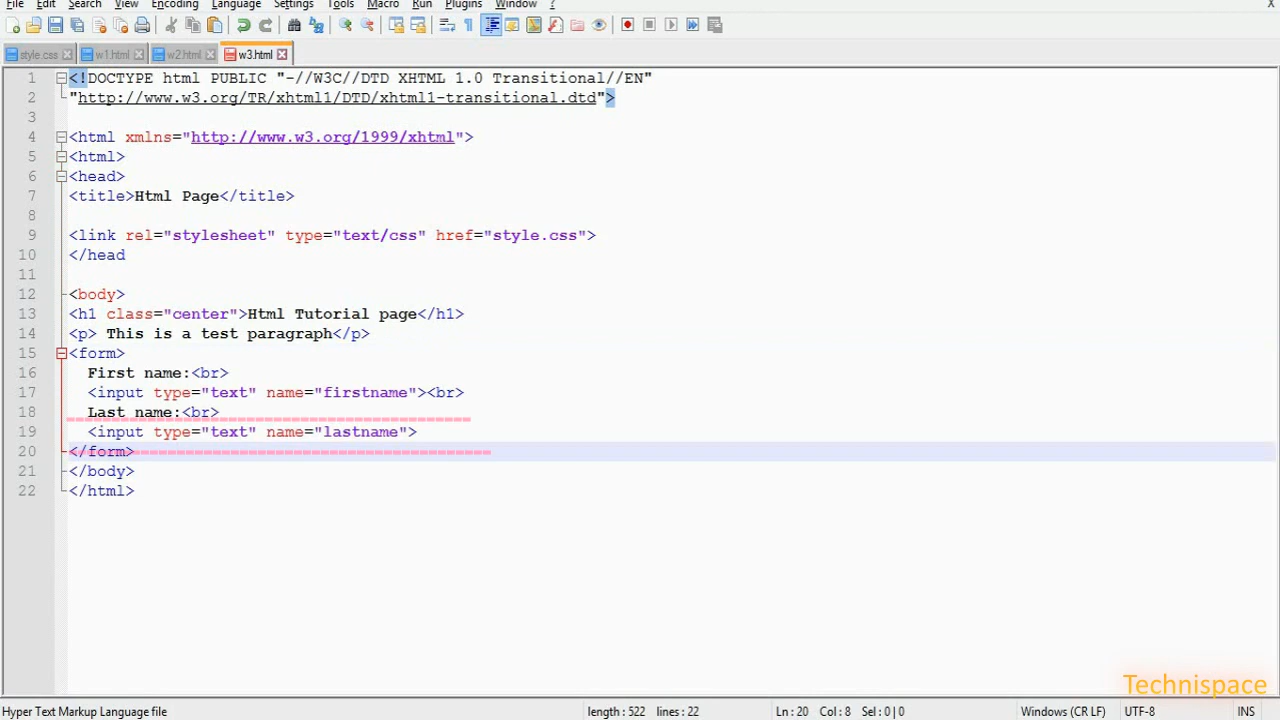 File Edit Search View Encoding Language Settings Tools Macro Run Plugins Window ? X
style.css w1.html w2.html w3.html
1 <!DOCTYPE html PUBLIC "-//W3C//DTD XHTML 1.0 Transitional//EN"
2 "http://www.w3.org/TR/xhtml1/DTD/xhtml1-transitional.dtd">
3
4 <html xmlns="http://www.w3.org/1999/xhtml">
5 <html>
6 <head>
7 <title>Html Page</title>
8
9 <link rel="stylesheet" type="text/css" href="style.css">
10 </head
11
12 <body>
13 <h1 class="center">Html Tutorial page</h1>
14 <p> This is a test paragraph</p>
15 <form>
16 First name:<br>
17 <input type="text" name="firstname"><br>
18 Last name:<br>
19 <input type="text" name="lastname">
20 </form>
21 </body>
22 </html>
Technispace
Hyper Text Markup Language file length : 522 lines : 22 Ln : 20 Col : 8 Sel : 0 | 0 Windows (CR LF) UTF-8 INS